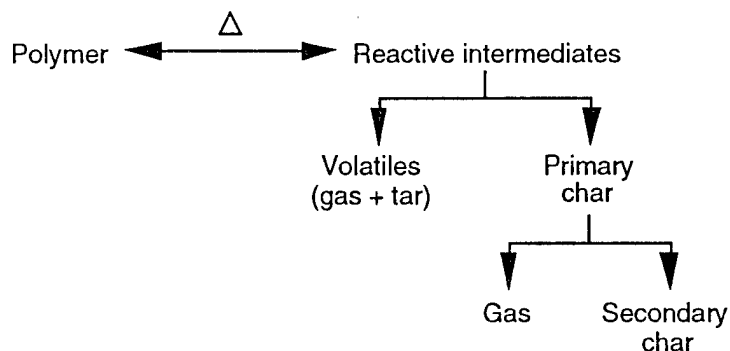 Δ
Polymer
Reactive intermediates
Volatiles
(gas + tar)
Primary
char
Gas
Secondary
char